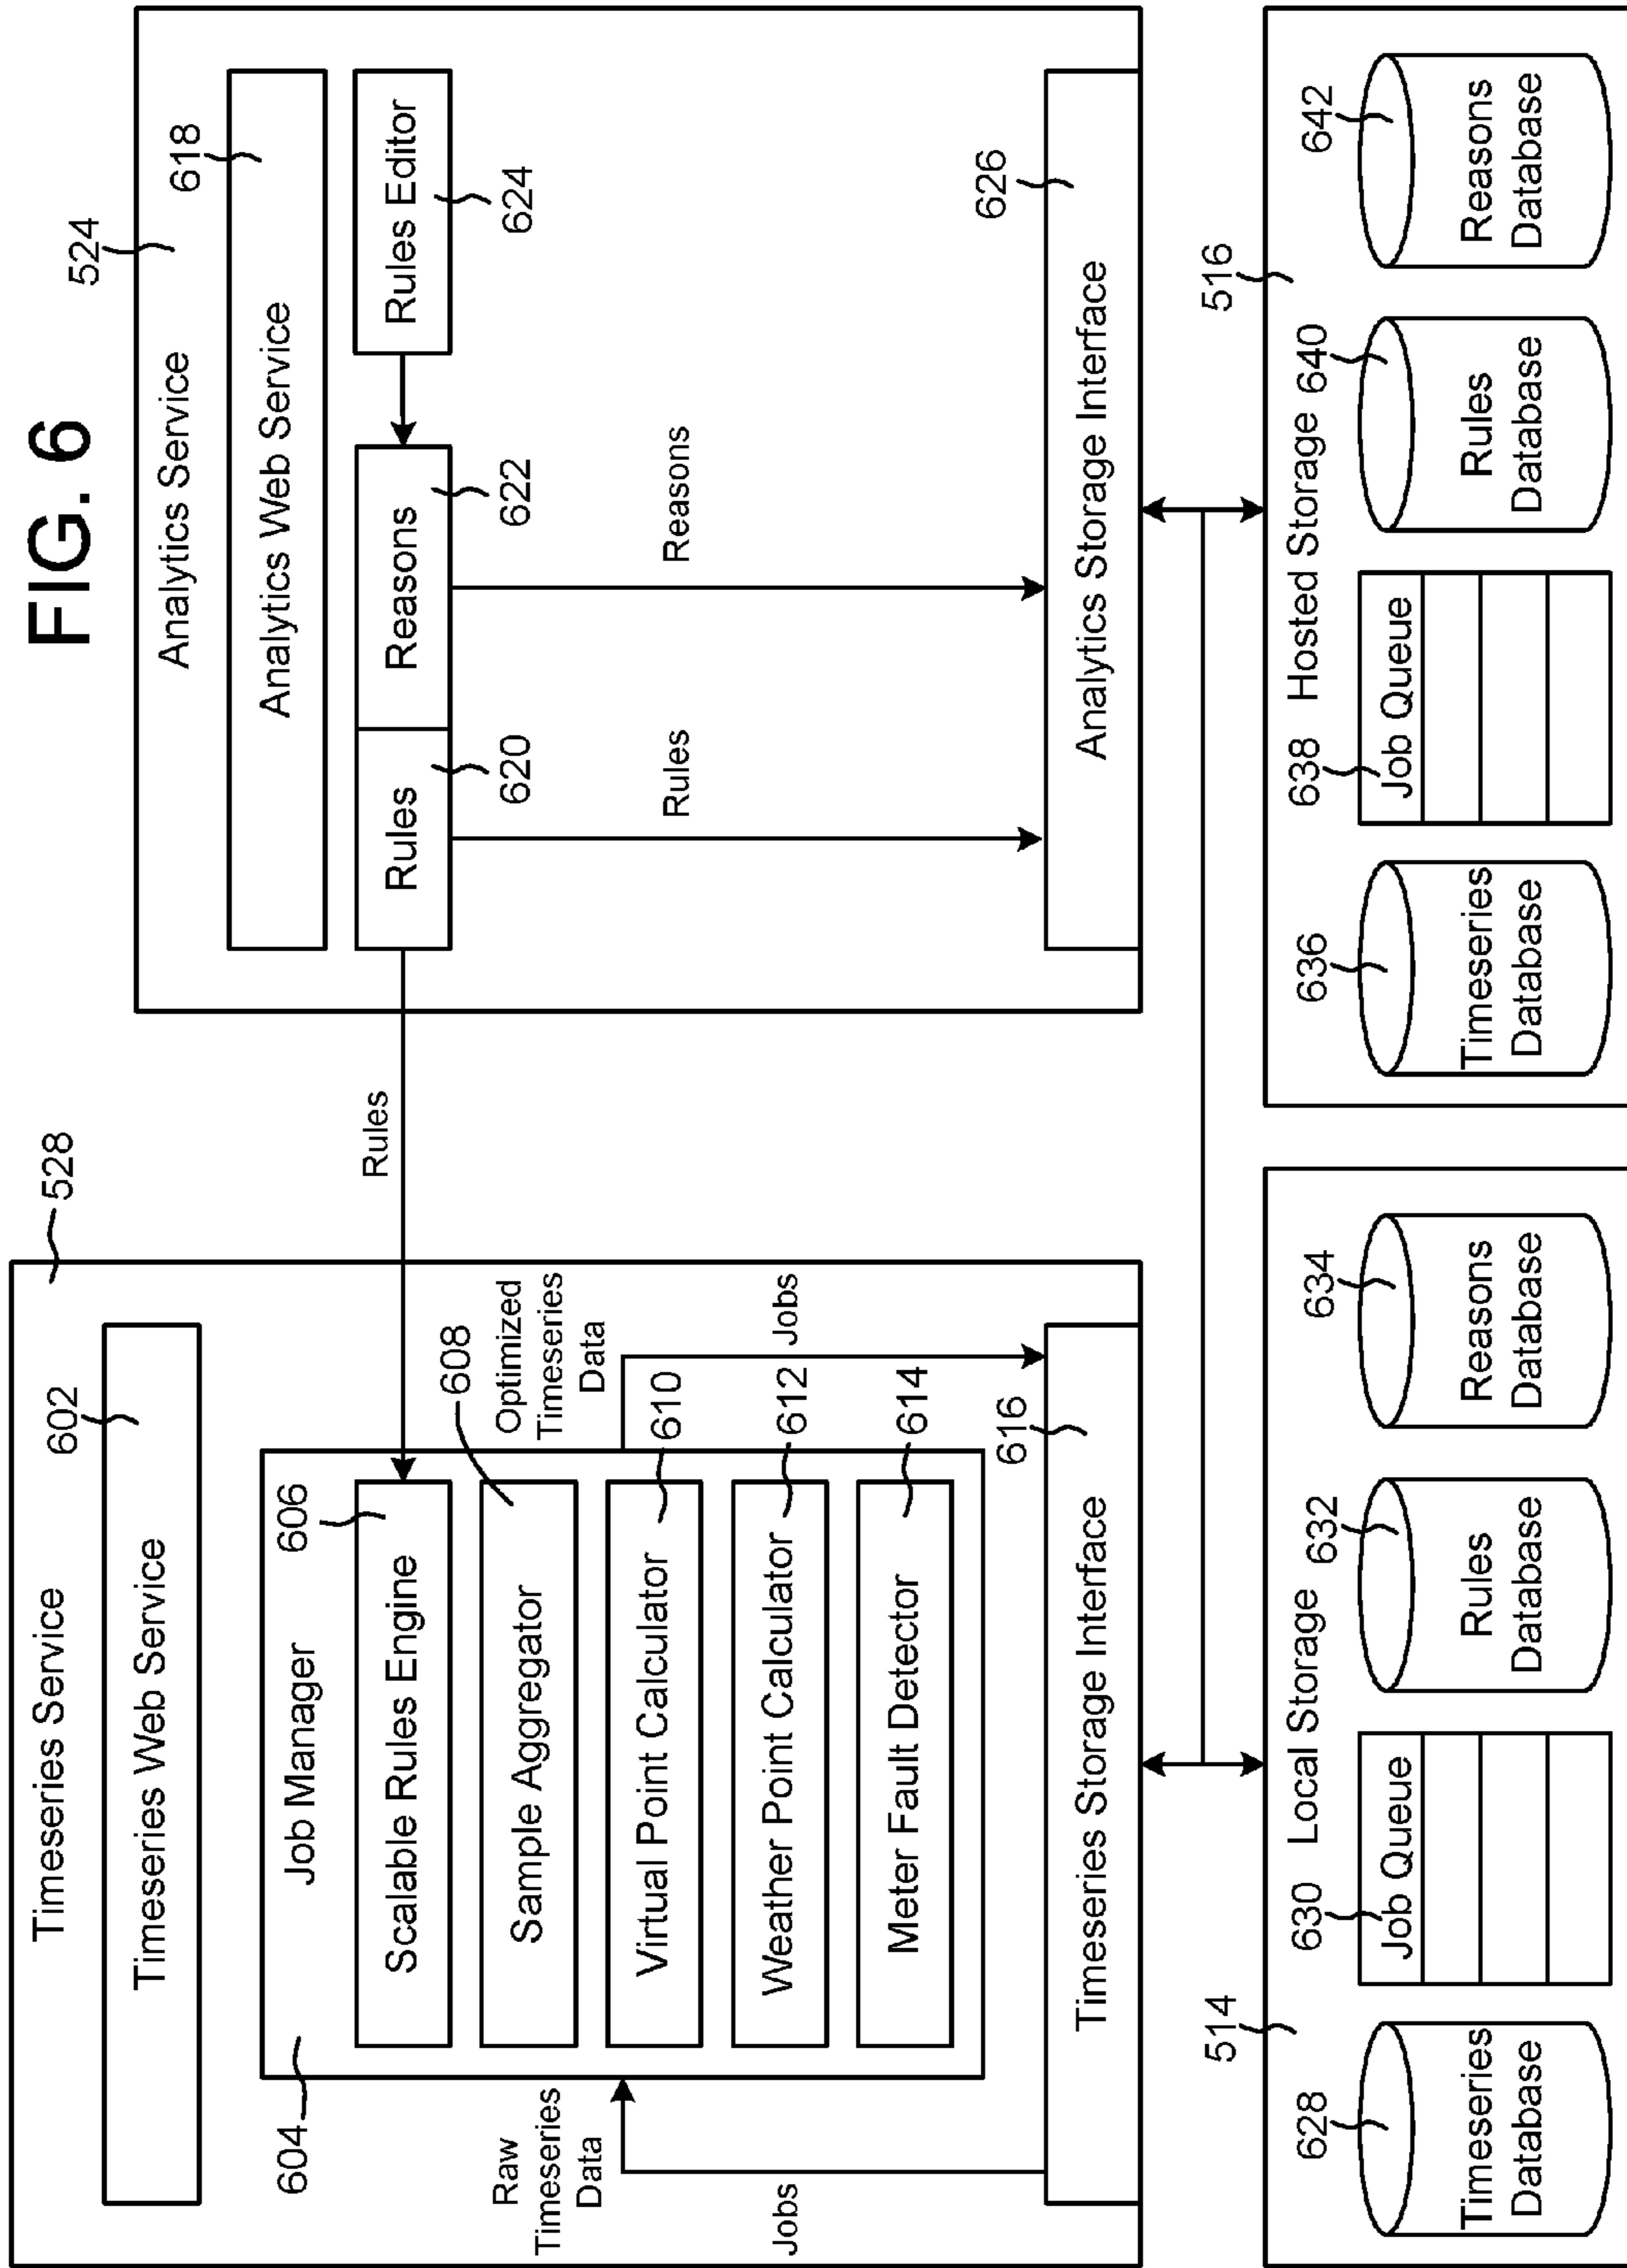 FIG. 6
Timeseries Service
528
Timeseries Web Service
602
604
Job Manager
Scalable Rules Engine
606
Sample Aggregator
608
Virtual Point Calculator
610
Weather Point Calculator
612
Meter Fault Detector
614
Raw
Timeseries
Data
Jobs
Optimized
Timeseries
Data
Jobs
Timeseries Storage Interface
616
Rules
Analytics Service
524
Analytics Web Service
618
Rules
620
Reasons
622
Rules Editor
624
Rules
Reasons
Analytics Storage Interface
626
514
Local Storage
628
Timeseries
Database
630
Job Queue
632
Rules
Database
634
Reasons
Database
516
Hosted Storage
636
Timeseries
Database
638
Job Queue
640
Rules
Database
642
Reasons
Database